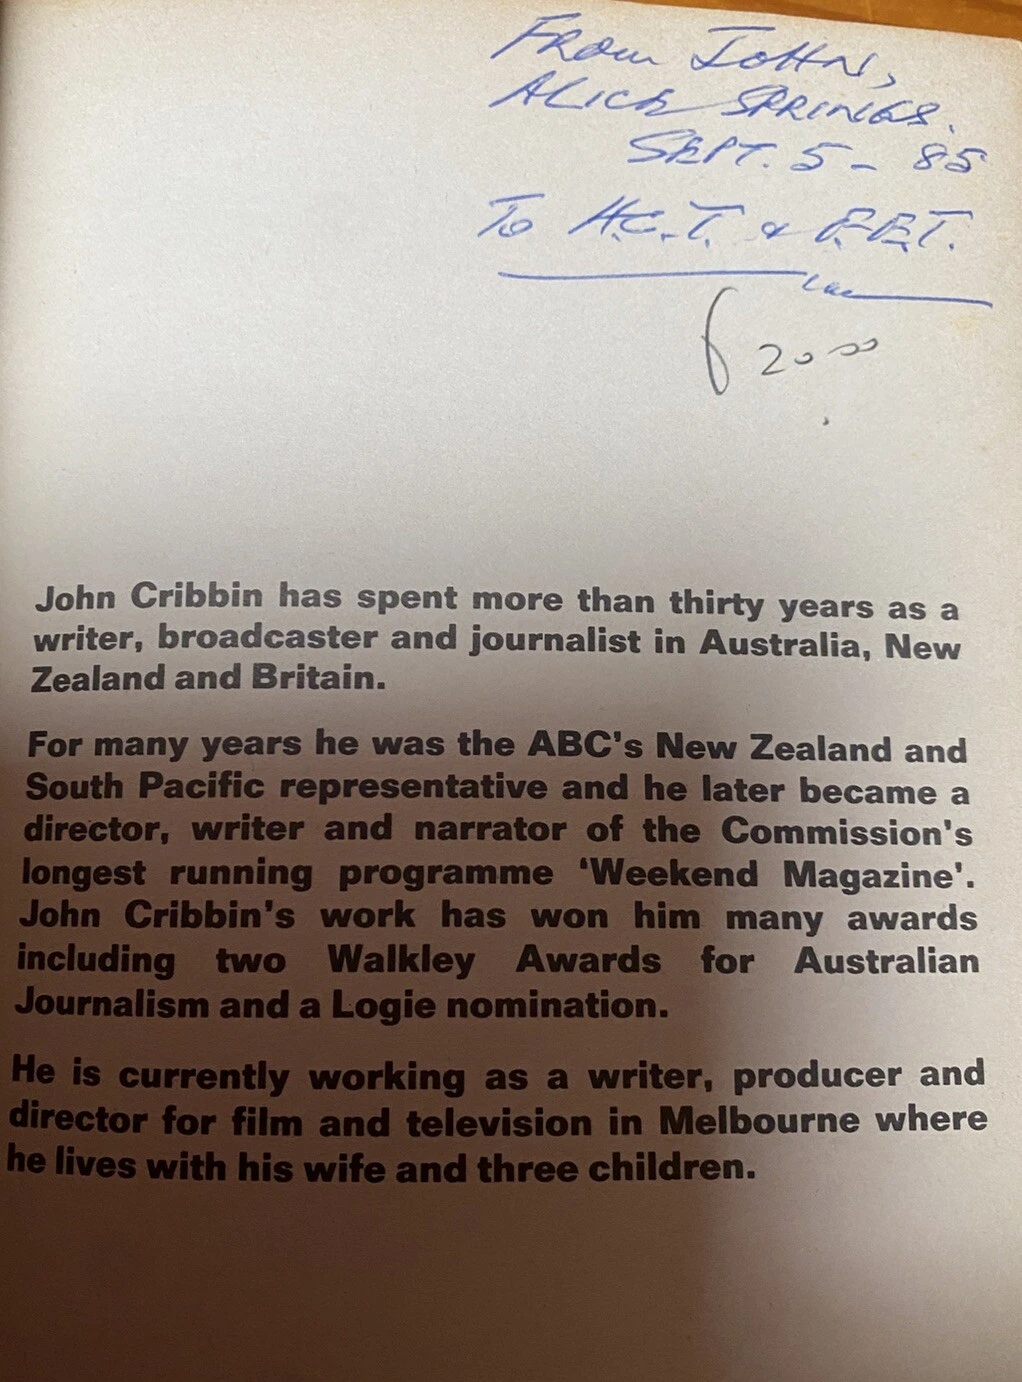 FROM JOHN,
ALICE SPRINGS.
SEPT. 5 - 85
To H.C.T. &
20 00
John Cribbin has spent more than thirty years as a
writer, broadcaster and journalist in Australia, New
Zealand and Britain.
For many years he was the ABC's New Zealand and
South Pacific representative and he later became a
director, writer and narrator of the Commission's
longest running programme 'Weekend Magazine'.
John Cribbin's work has won him many awards
including two Walkley Awards for Australian
Journalism and a Logie nomination.
He is currently working as a writer, producer and
director for film and television in Melbourne where
he lives with his wife and three children.